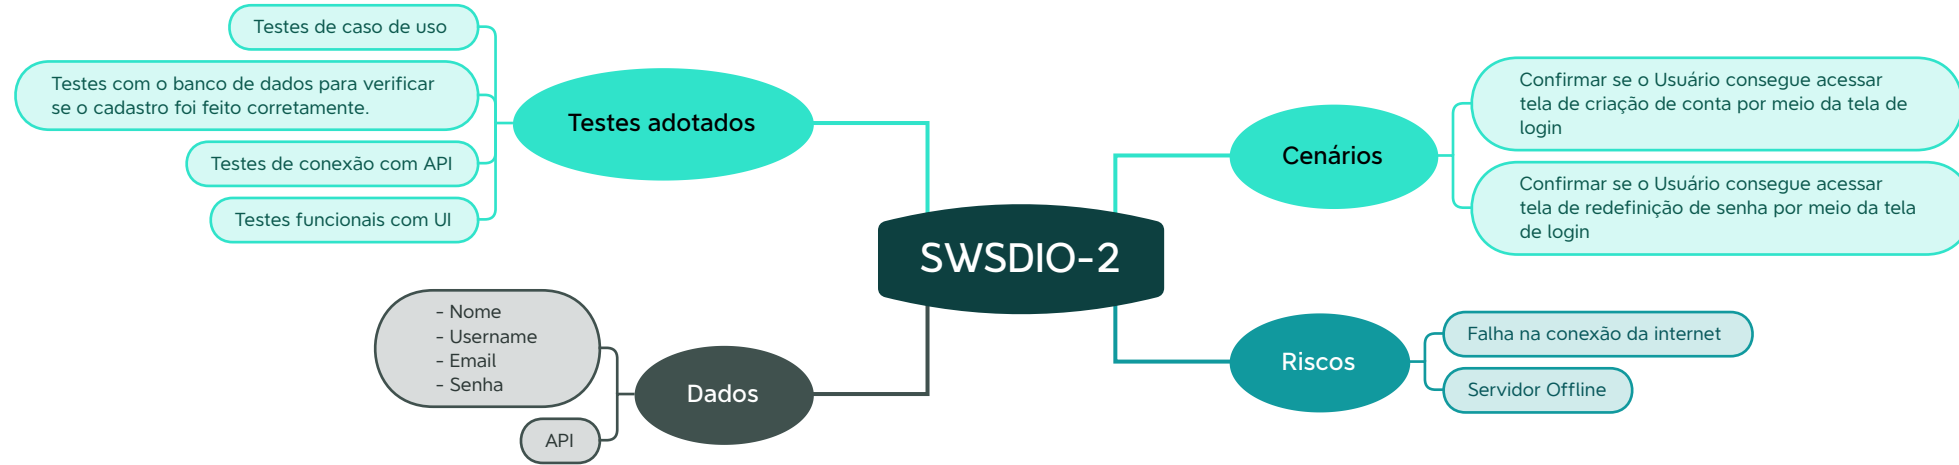 Testes de caso de uso
Testes com o banco de dados para verificar
se o cadastro foi feito corretamente.
Testes de conexão com API
Testes funcionais com UI
Testes adotados
- Nome
- Username
- Email
- Senha
API
Dados
SWSDIO-2
Cenários
Confirmar se o Usuário consegue acessar
tela de criação de conta por meio da tela de
login
Confirmar se o Usuário consegue acessar
tela de redefinição de senha por meio da tela
de login
Riscos
Falha na conexão da internet
Servidor Offline